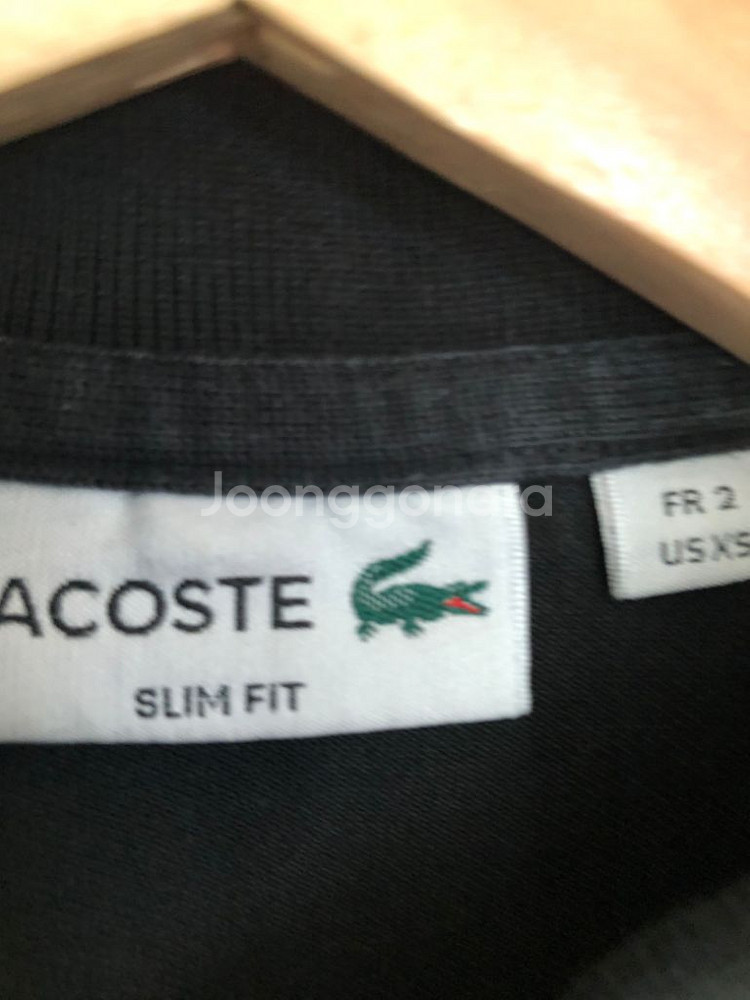 Joonggonara
ACOSTE
SLIM FIT
FR 2
US XS